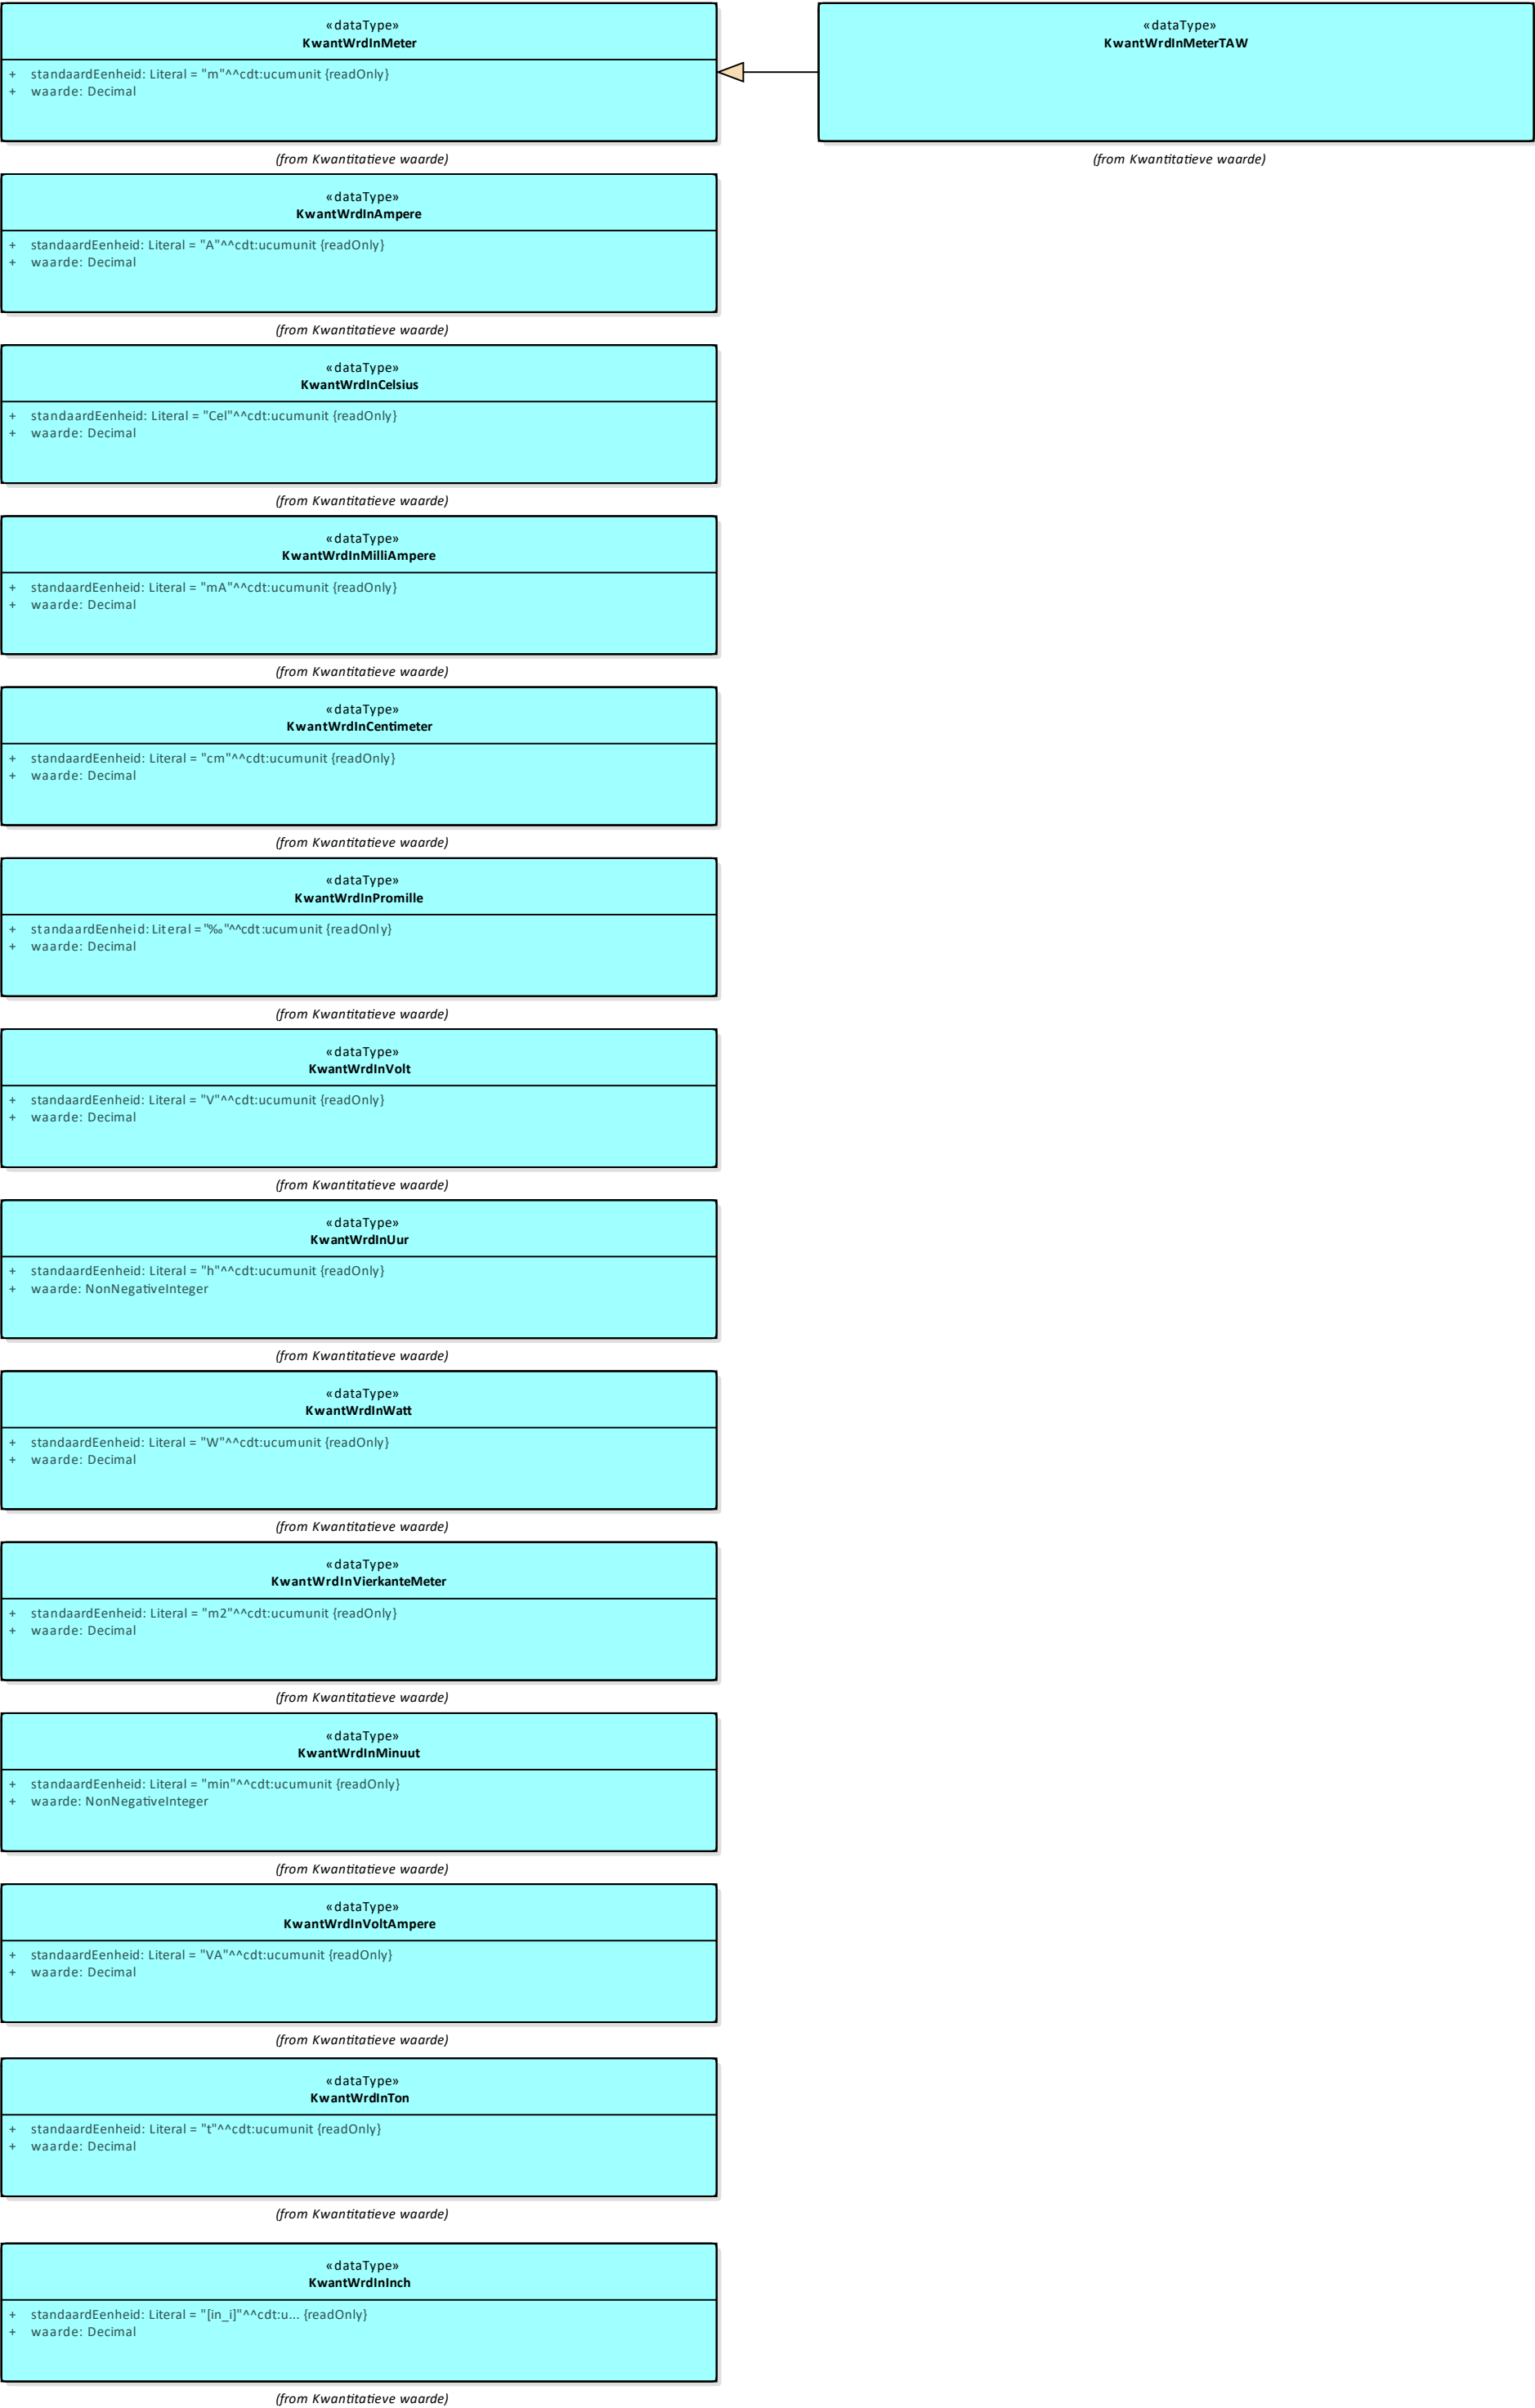 «dataType»
KwantWrdInMeter
+ standaardEenheid: Literal = "m"^^cdt:ucumunit {readOnly}
+ waarde: Decimal
(from Kwantitatieve waarde)
«dataType»
KwantWrdInMeterTAW
(from Kwantitatieve waarde)
«dataType»
KwantWrdInAmpere
+ standaardEenheid: Literal = "A"^^cdt:ucumunit {readOnly}
+ waarde: Decimal
(from Kwantitatieve waarde)
«dataType»
KwantWrdInCelsius
+ standaardEenheid: Literal = "Cel"^^cdt:ucumunit {readOnly}
+ waarde: Decimal
(from Kwantitatieve waarde)
«dataType»
KwantWrdInMilliAmpere
+ standaardEenheid: Literal = "mA"^^cdt:ucumunit {readOnly}
+ waarde: Decimal
(from Kwantitatieve waarde)
«dataType»
KwantWrdInCentimeter
+ standaardEenheid: Literal = "cm"^^cdt:ucumunit {readOnly}
+ waarde: Decimal
(from Kwantitatieve waarde)
«dataType»
KwantWrdInPromille
+ standaardEenheid: Literal = "‰"^^cdt:ucumunit {readOnly}
+ waarde: Decimal
(from Kwantitatieve waarde)
«dataType»
KwantWrdInVolt
+ standaardEenheid: Literal = "V"^^cdt:ucumunit {readOnly}
+ waarde: Decimal
(from Kwantitatieve waarde)
«dataType»
KwantWrdInUur
+ standaardEenheid: Literal = "h"^^cdt:ucumunit {readOnly}
+ waarde: NonNegativeInteger
(from Kwantitatieve waarde)
«dataType»
KwantWrdInWatt
+ standaardEenheid: Literal = "W"^^cdt:ucumunit {readOnly}
+ waarde: Decimal
(from Kwantitatieve waarde)
«dataType»
KwantWrdInVierkanteMeter
+ standaardEenheid: Literal = "m2"^^cdt:ucumunit {readOnly}
+ waarde: Decimal
(from Kwantitatieve waarde)
«dataType»
KwantWrdInMinuut
+ standaardEenheid: Literal = "min"^^cdt:ucumunit {readOnly}
+ waarde: NonNegativeInteger
(from Kwantitatieve waarde)
«dataType»
KwantWrdInVoltAmpere
+ standaardEenheid: Literal = "VA"^^cdt:ucumunit {readOnly}
+ waarde: Decimal
(from Kwantitatieve waarde)
«dataType»
KwantWrdInTon
+ standaardEenheid: Literal = "t"^^cdt:ucumunit {readOnly}
+ waarde: Decimal
(from Kwantitatieve waarde)
«dataType»
KwantWrdInInch
+ standaardEenheid: Literal = "[in_i]"^^cdt:u... {readOnly}
+ waarde: Decimal
(from Kwantitatieve waarde)